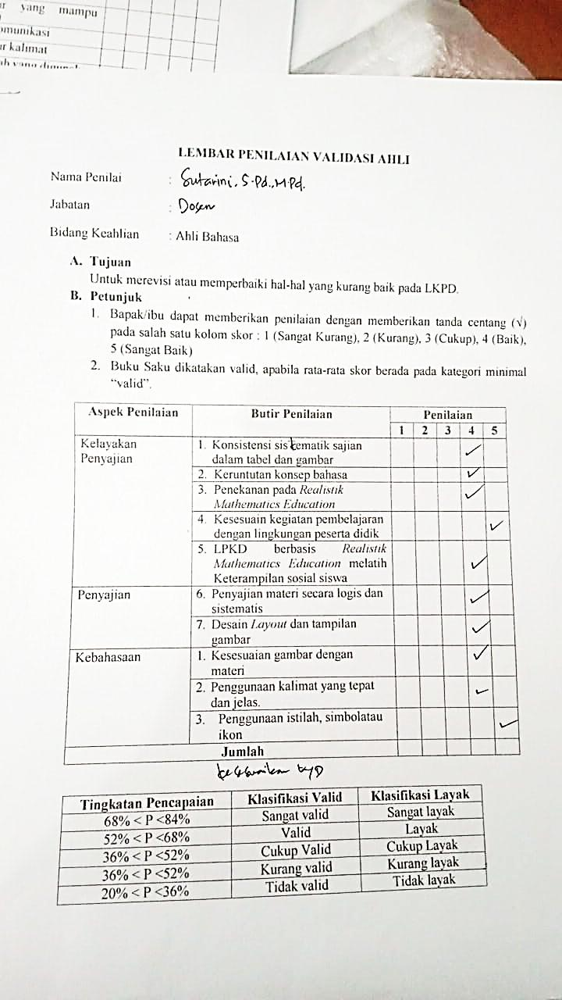 yang mampu
omunikasi
kalimat
LEMBAR PENILAIAN VALIDASI AHLI
Nama Penilai : Sutarini, S.Pd., M.Pd.
Jabatan : Dosen
Bidang Keahlian : Ahli Bahasa
A. Tujuan
Untuk merevisi atau memperbaiki hal-hal yang kurang baik pada LKPD.
B. Petunjuk
1. Bapak/ibu dapat memberikan penilaian dengan memberikan tanda centang (√)
pada salah satu kolom skor : 1 (Sangat Kurang), 2 (Kurang), 3 (Cukup), 4 (Baik),
5 (Sangat Baik)
2. Buku Saku dikatakan valid, apabila rata-rata skor berada pada kategori minimal
“valid”.
Aspek Penilaian Butir Penilaian Penilaian
1 2 3 4 5
Kelayakan 1. Konsistensi sistematik sajian
Penyajian dalam tabel dan gambar ✓
2. Keruntutan konsep bahasa ✓
3. Penekanan pada Realistik ✓
Mathematics Education
4. Kesesuain kegiatan pembelajaran
dengan lingkungan peserta didik ✓
5. LPKD berbasis Realistik
Mathematics Education melatih ✓
Keterampilan sosial siswa
Penyajian 6. Penyajian materi secara logis dan ✓
sistematis
7. Desain Layout dan tampilan ✓
gambar
Kebahasaan 1. Kesesuaian gambar dengan ✓
materi
2. Penggunaan kalimat yang tepat ✓
dan jelas.
3. Penggunaan istilah, simbolatau ✓
ikon
Jumlah
Tingkatan Pencapaian Klasifikasi Valid Klasifikasi Layak
68% < P <84% Sangat valid Sangat layak
52% < P <68% Valid Layak
36% < P <52% Cukup Valid Cukup Layak
36% < P <52% Kurang valid Kurang layak
20% < P <36% Tidak valid Tidak layak